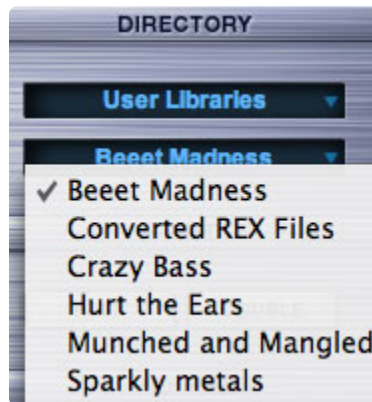 DIRECTORY
User Libraries
Beeet Madness
✓ Beeet Madness
Converted REX Files
Crazy Bass
Hurt the Ears
Munched and Mangled
Sparkly metals